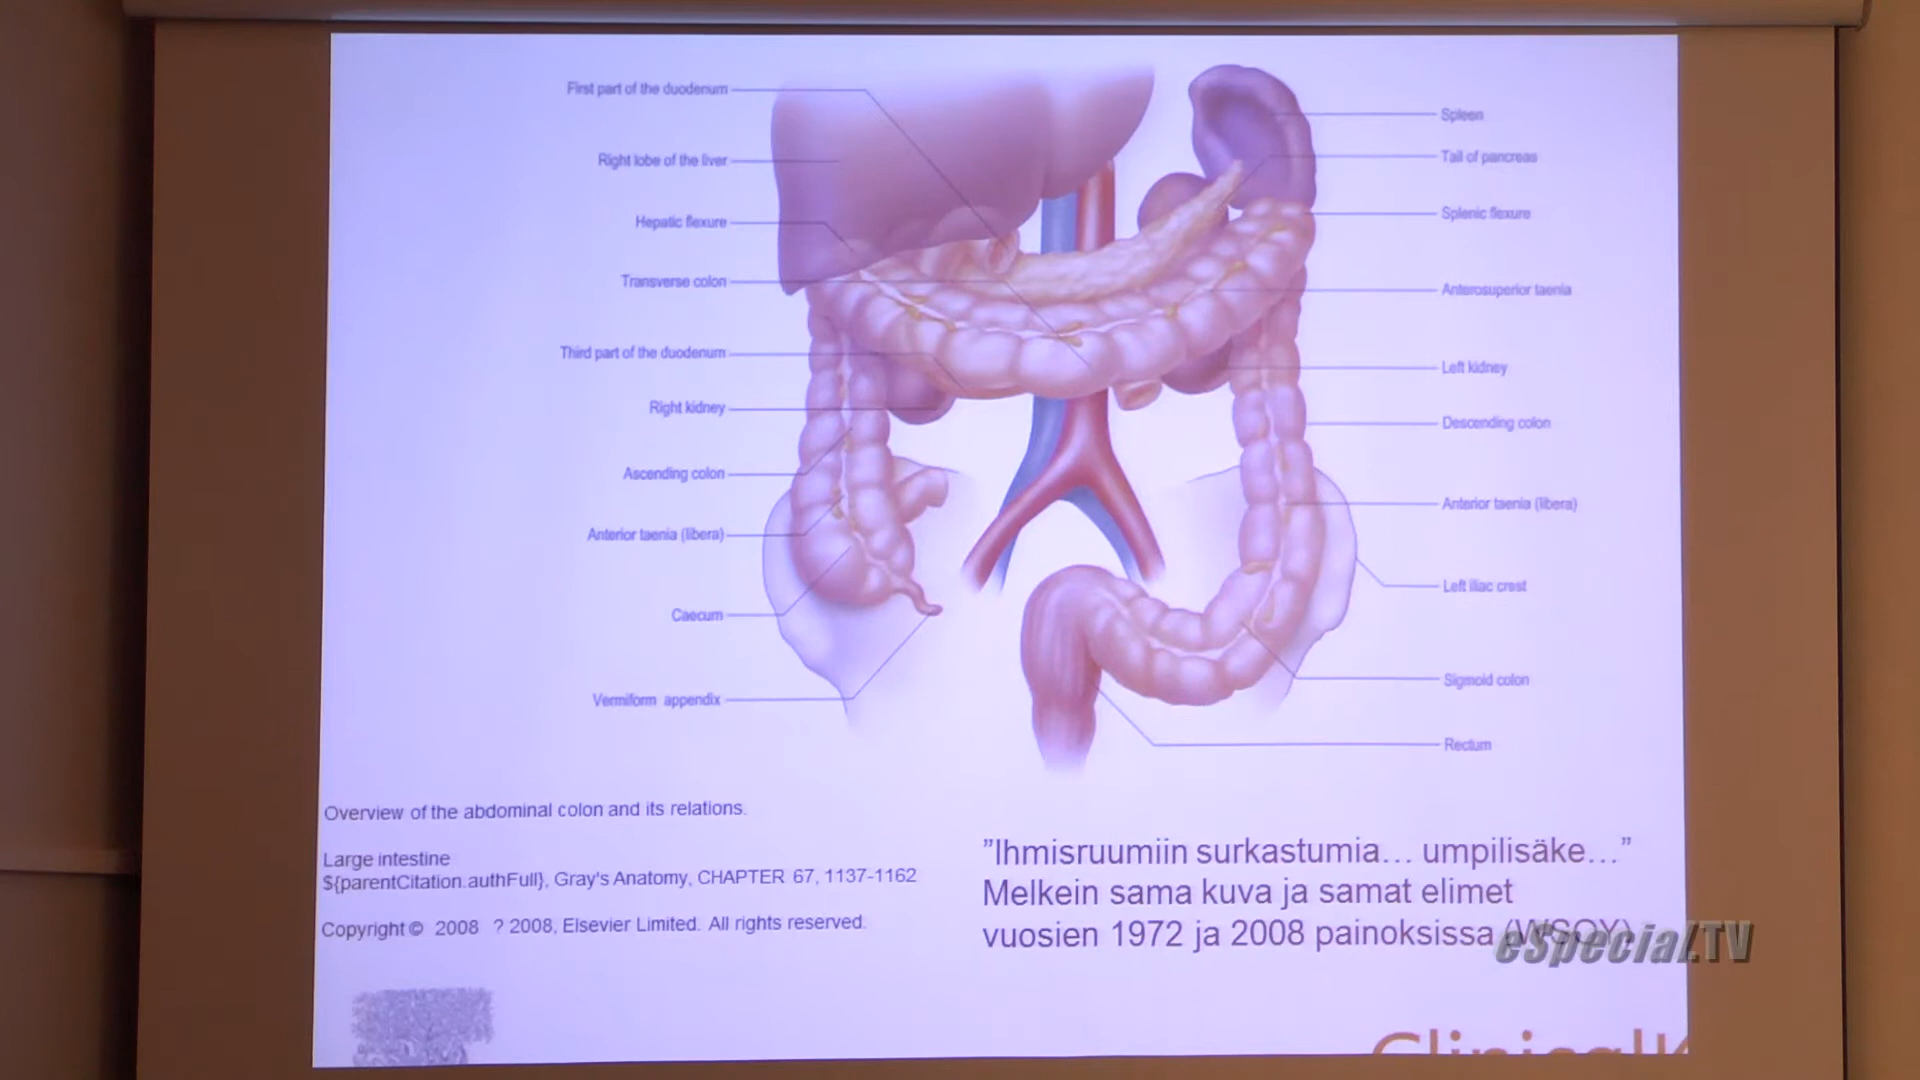 First part of the duodenum
Right lobe of the liver
Hepatic flexure
Transverse colon
Third part of the duodenum
Right kidney
Ascending colon
Anterior taenia (libera)
Caecum
Vermiform appendix
Spleen
Tail of pancreas
Splenic flexure
Anterosuperior taenia
Left kidney
Descending colon
Anterior taenia (libera)
Left iliac crest
Sigmoid colon
Rectum
Overview of the abdominal colon and its relations.
Large intestine
${parentCitation.authFull}, Gray's Anatomy, CHAPTER 67, 1137-1162
Copyright © 2008 ? 2008, Elsevier Limited. All rights reserved.
"Ihmisruumiin surkastumia... umpilisäke..."
Melkein sama kuva ja samat elimet
vuosien 1972 ja 2008 painoksissa (WSOY)
eSpecial.TV